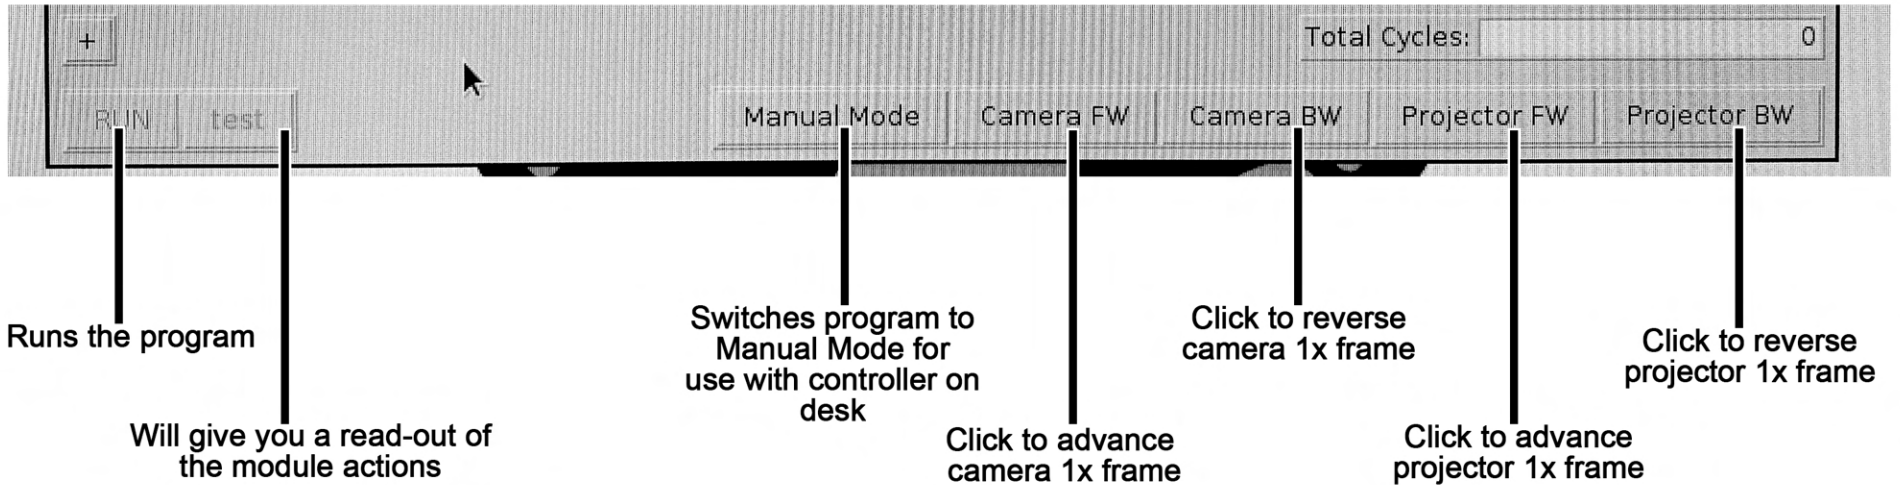 +
Total Cycles: 0
RUN test Manual Mode Camera FW Camera BW Projector FW Projector BW
Runs the program
Will give you a read-out of
the module actions
Switches program to
Manual Mode for
use with controller on
desk
Click to advance
camera 1x frame
Click to reverse
camera 1x frame
Click to advance
projector 1x frame
Click to reverse
projector 1x frame